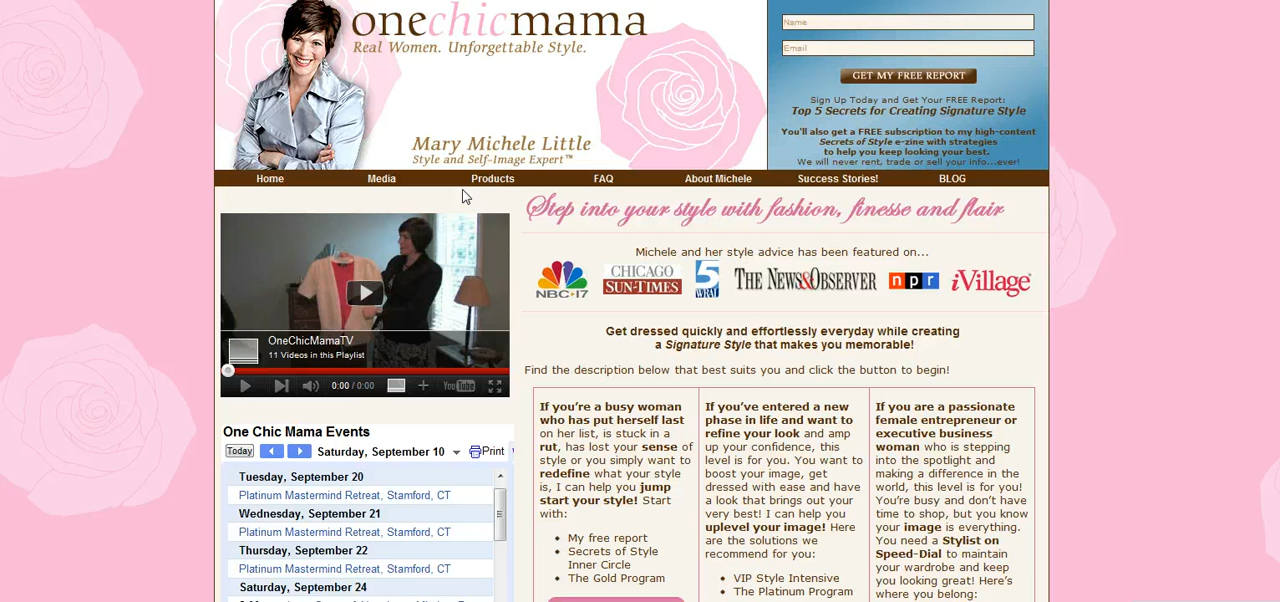 onechicmama
Real Women. Unforgettable Style.
Mary Michele Little
Style and Self-Image Expert™
Name
Email
GET MY FREE REPORT
Sign Up Today and Get Your FREE Report:
Top 5 Secrets for Creating Signature Style
You'll also get a FREE subscription to my high-content
Secrets of Style e-zine with strategies
to help you keep looking your best.
We will never rent, trade or sell your info...ever!
Home Media Products FAQ About Michele Success Stories! BLOG
Step into your style with fashion, finesse and flair
Michele and her style advice has been featured on...
NBC17 CHICAGO SUN-TIMES 5 WRAL THE NEWS&OBSERVER npr iVillage
Get dressed quickly and effortlessly everyday while creating
a Signature Style that makes you memorable!
Find the description below that best suits you and click the button to begin!
OneChicMamaTV
11 Videos in this Playlist
0:00 / 0:00
YouTube
One Chic Mama Events
Today Saturday, September 10 Print
Tuesday, September 20
Platinum Mastermind Retreat, Stamford, CT
Wednesday, September 21
Platinum Mastermind Retreat, Stamford, CT
Thursday, September 22
Platinum Mastermind Retreat, Stamford, CT
Saturday, September 24
If you're a busy woman
who has put herself last
on her list, is stuck in a
rut, has lost your sense of
style or you simply want to
redefine what your style
is, I can help you jump
start your style! Start
with:
My free report
Secrets of Style
Inner Circle
The Gold Program
If you've entered a new
phase in life and want to
refine your look and amp
up your confidence, this
level is for you. You want to
boost your image, get
dressed with ease and have
a look that brings out your
very best! I can help you
uplevel your image! Here
are the solutions we
recommend for you:
VIP Style Intensive
The Platinum Program
If you are a passionate
female entrepreneur or
executive business
woman who is stepping
into the spotlight and
making a difference in the
world, this level is for you!
You're busy and don't have
time to shop, but you know
your image is everything.
You need a Stylist on
Speed-Dial to maintain
your wardrobe and keep
you looking great! Here's
where you belong: